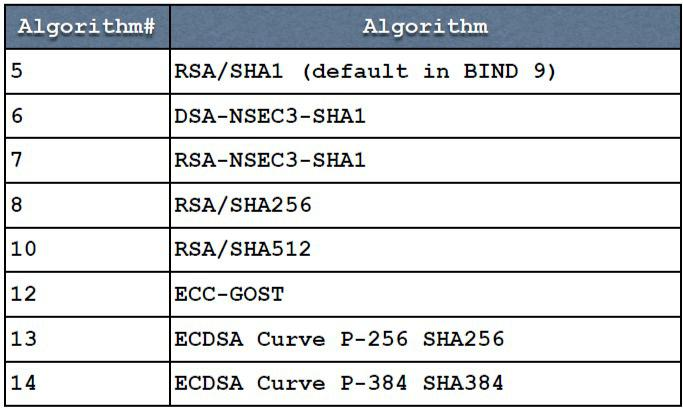 Algorithm# Algorithm
5 RSA/SHA1 (default in BIND 9)
6 DSA-NSEC3-SHA1
7 RSA-NSEC3-SHA1
8 RSA/SHA256
10 RSA/SHA512
12 ECC-GOST
13 ECDSA Curve P-256 SHA256
14 ECDSA Curve P-384 SHA384